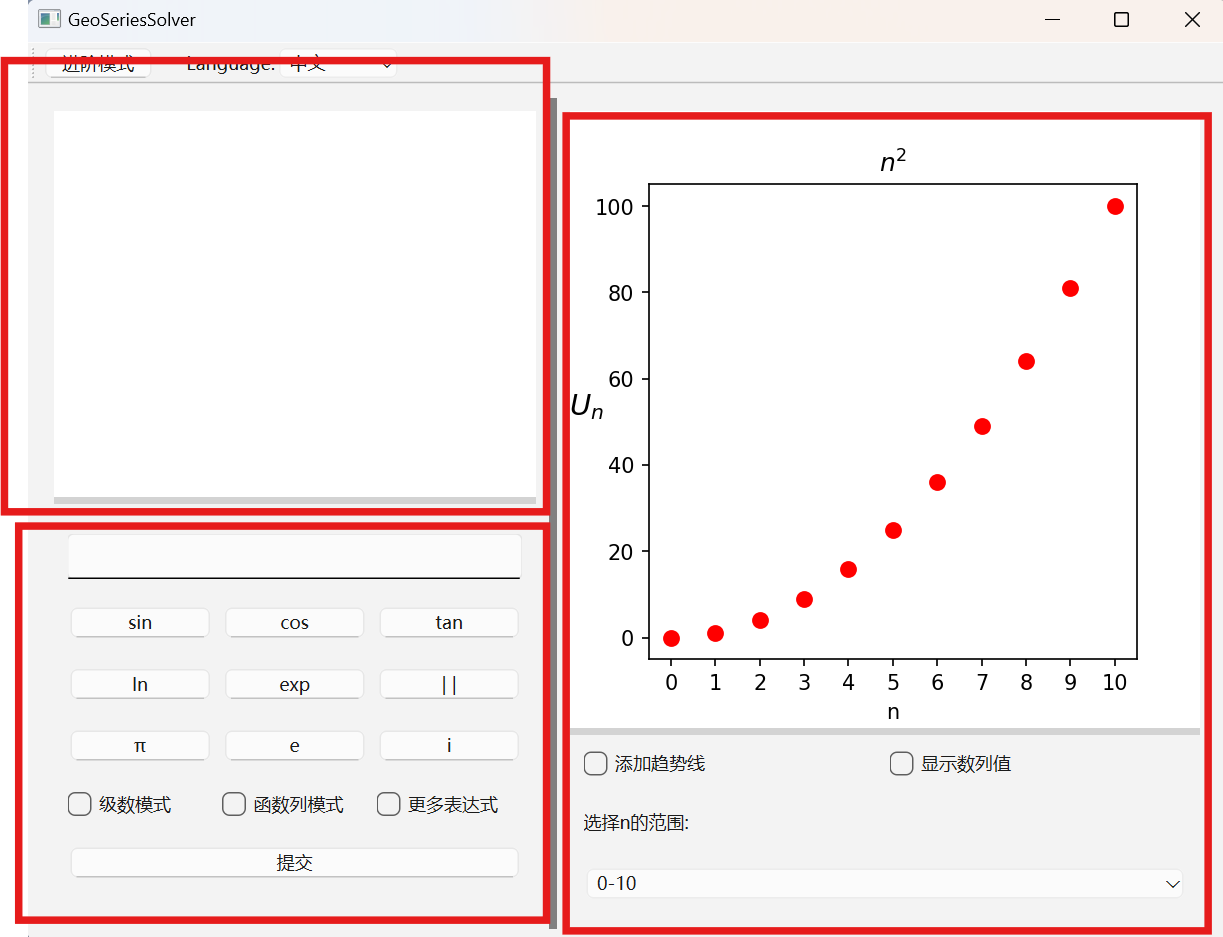 GeoSeriesSolver
进阶模式 Language: 中文
n²
100
80
60
40
20
0
Uₙ
0 1 2 3 4 5 6 7 8 9 10
n
sin cos tan
ln exp | |
π e i
级数模式 函数列模式 更多表达式
提交
添加趋势线 显示数列值
选择n的范围:
0-10